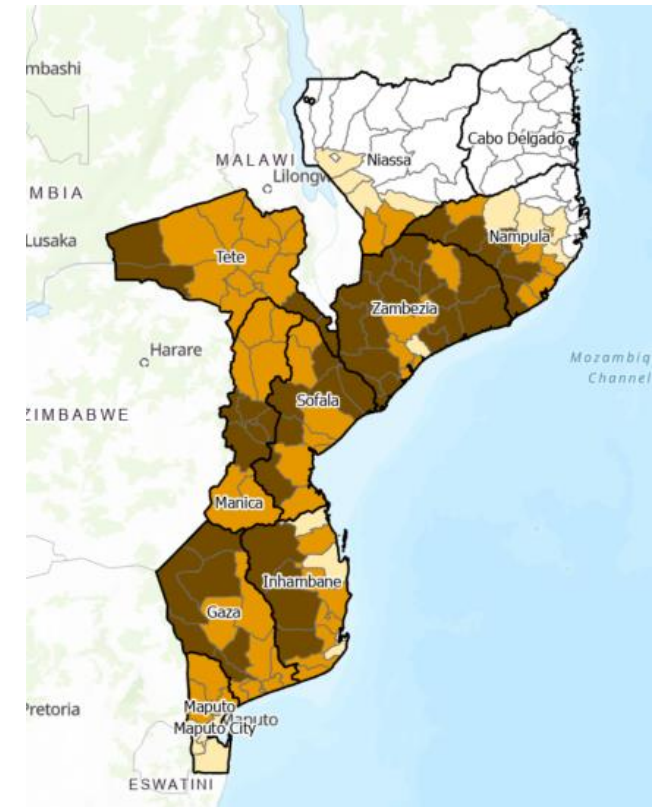 mbashi
Cabo Delgado
MALAWI
Niassa
Lilongw
MBIA
Nampula
Lusaka
Tete
Zambezia
Harare
Mozambiq
Channel
ZIMBABWE
Sofala
Manica
Inhambane
Gaza
Maputo
Pretoria
Maputo
Maputo City
ESWATINI